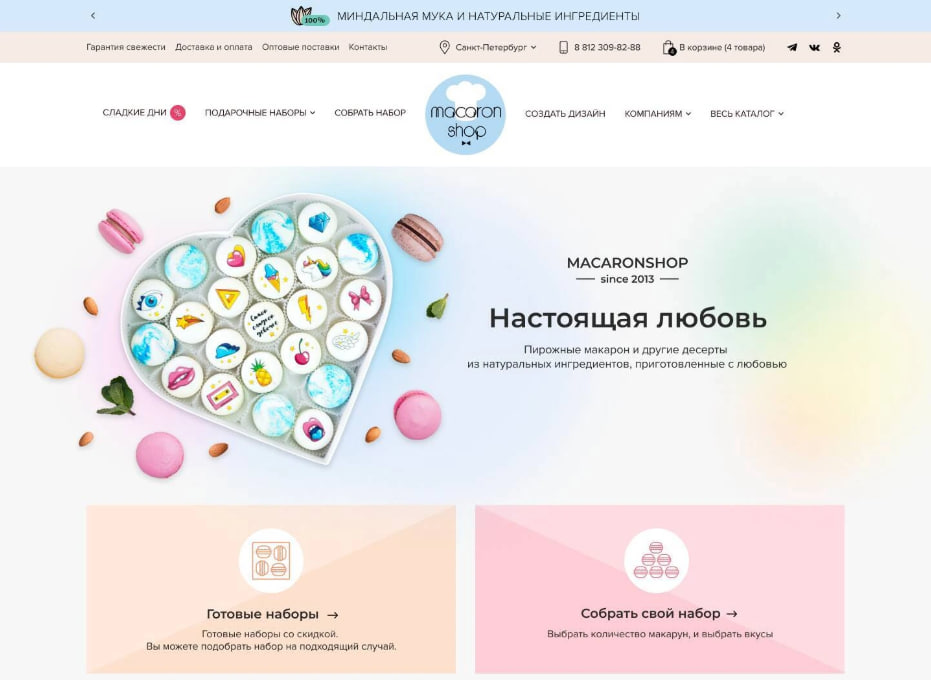 100% МИНДАЛЬНАЯ МУКА И НАТУРАЛЬНЫЕ ИНГРЕДИЕНТЫ
Гарантия свежести Доставка и оплата Оптовые поставки Контакты Санкт-Петербург 8 812 309-82-88 4 В корзине (4 товара)
СЛАДКИЕ ДНИ % ПОДАРОЧНЫЕ НАБОРЫ СОБРАТЬ НАБОР
macaron
shop
СОЗДАТЬ ДИЗАЙН КОМПАНИЯМ ВЕСЬ КАТАЛОГ
MACARONSHOP
since 2013
Настоящая любовь
Пирожные макарон и другие десерты
из натуральных ингредиентов, приготовленные с любовью
Готовые наборы →
Готовые наборы со скидкой.
Вы можете подобрать набор на подходящий случай.
Собрать свой набор →
Выбрать количество макарун, и выбрать вкусы